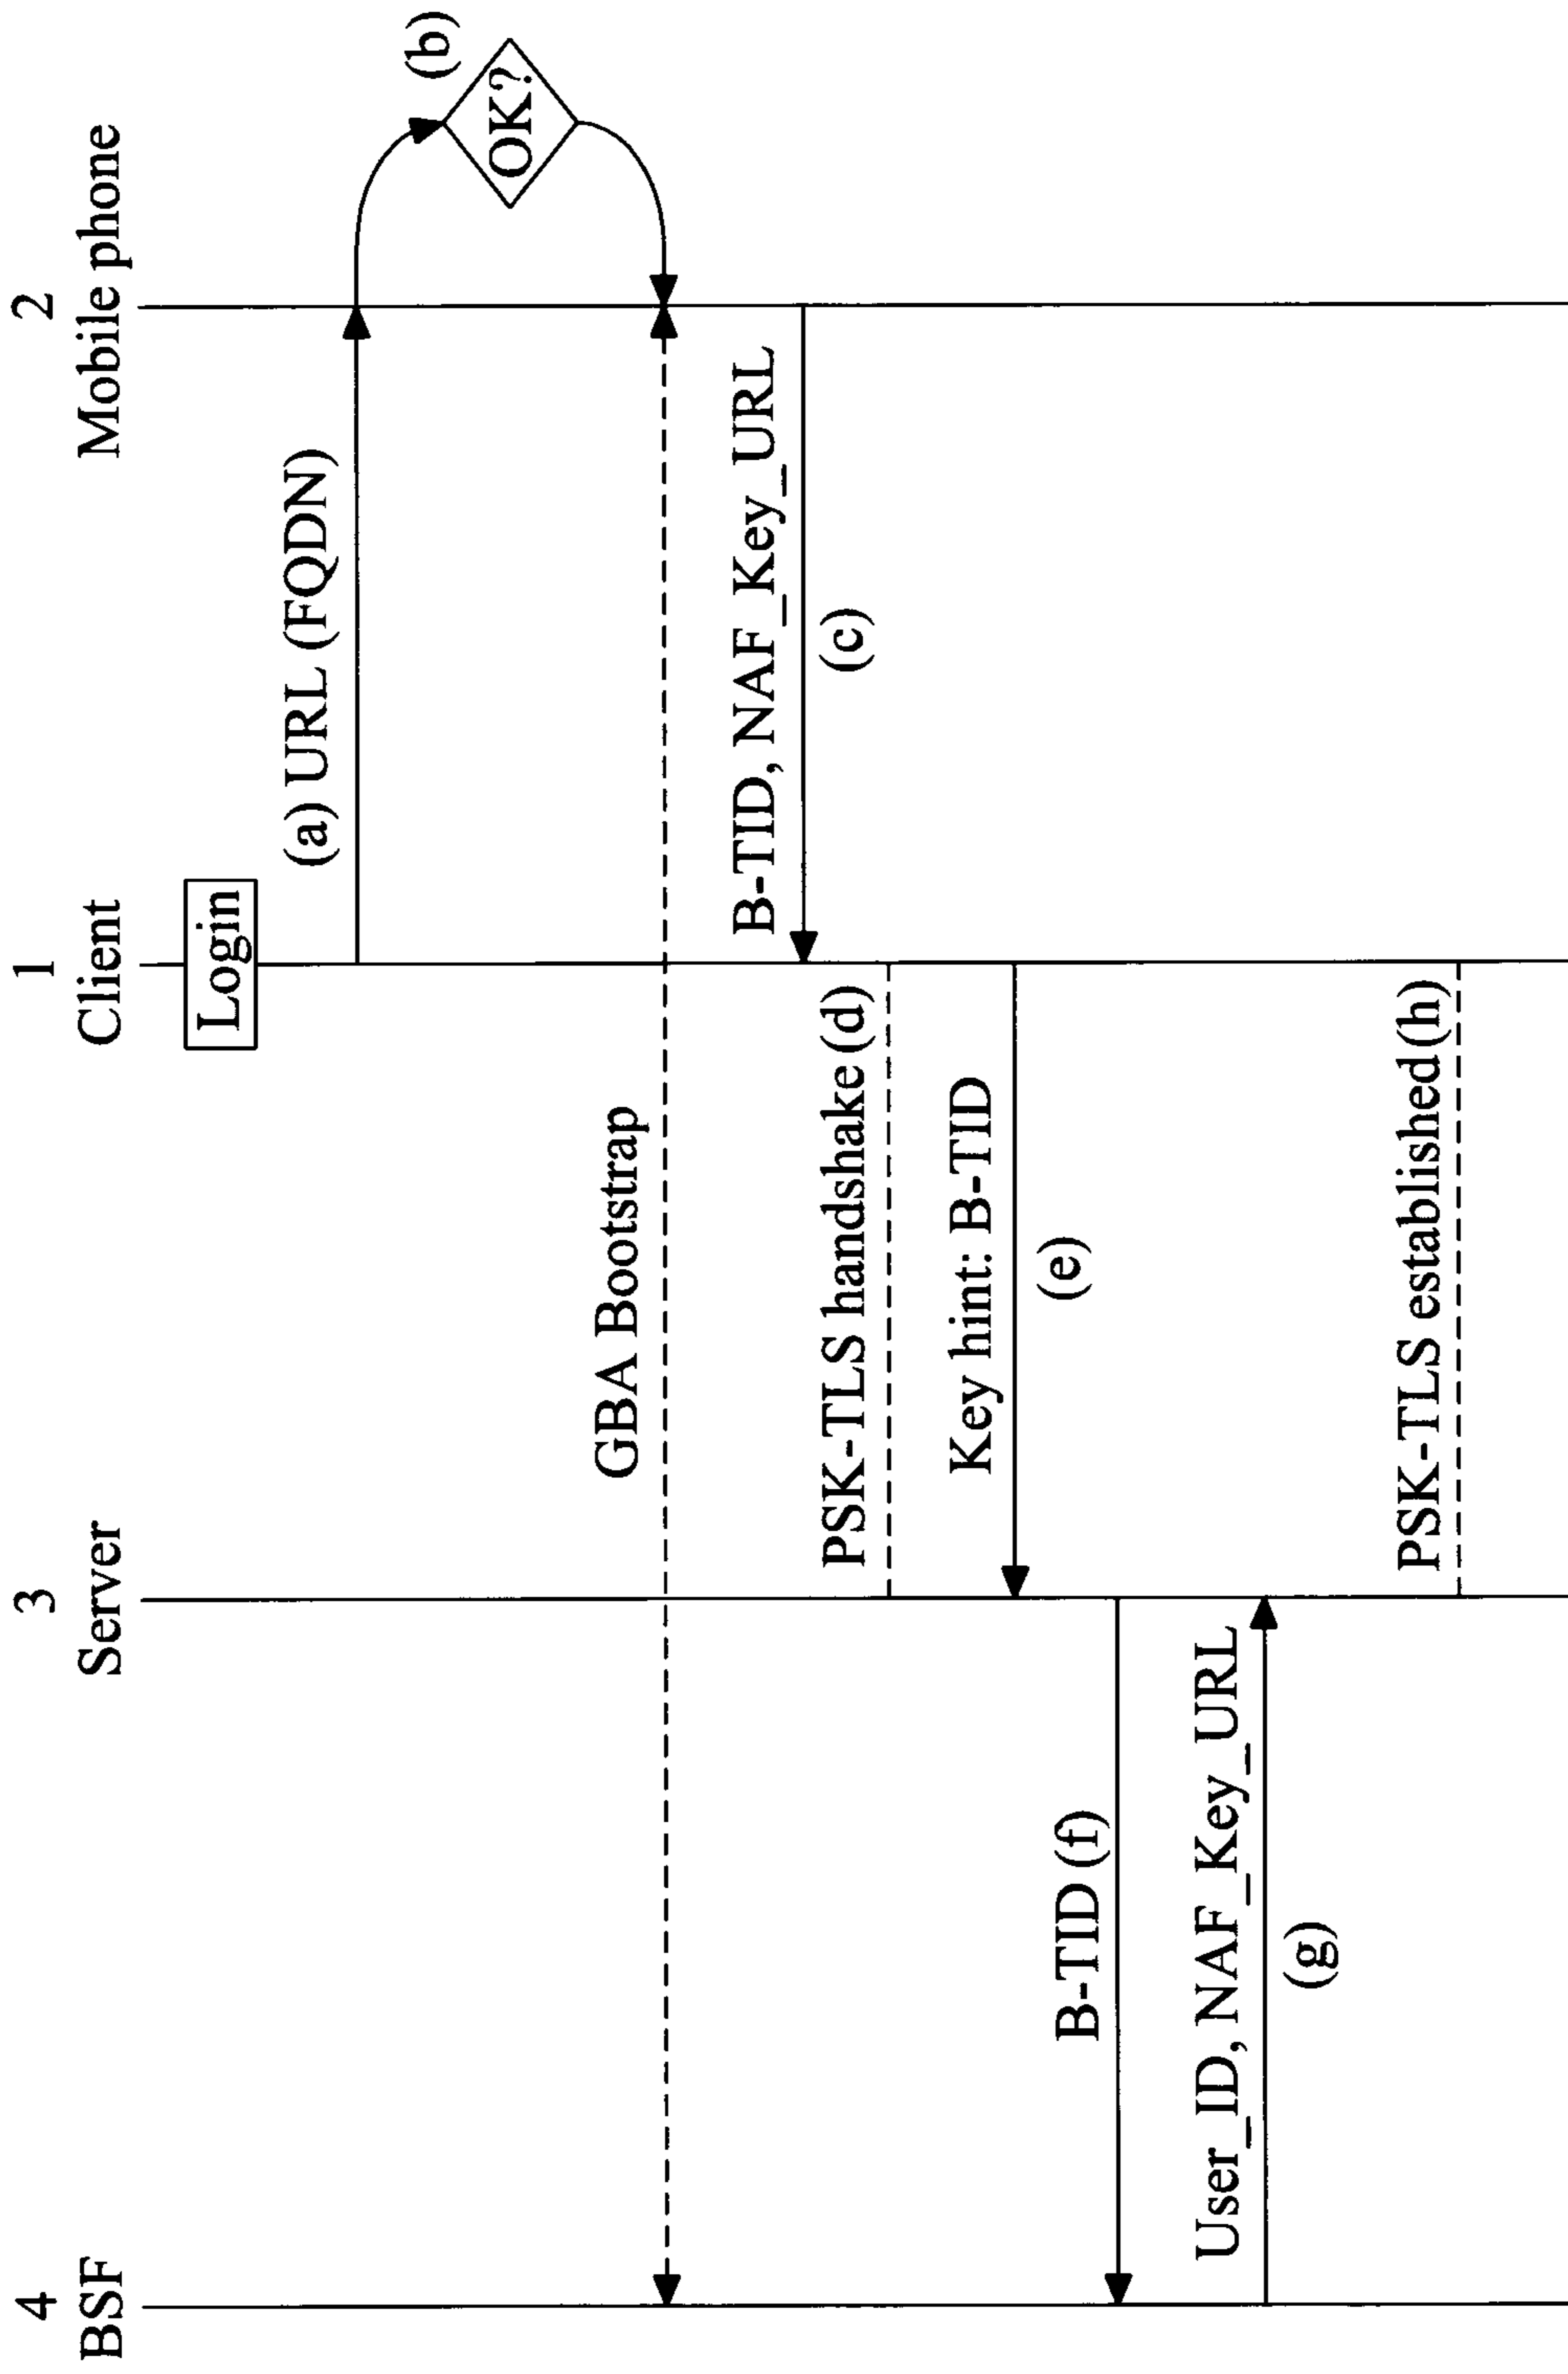 4
BSF
3
Server
1
Client
2
Mobile phone
Login
(a) URL (FQDN)
(b)
OK?
GBA Bootstrap
B-TID, NAF_Key_URL
(c)
PSK-TLS handshake (d)
Key hint: B-TID
(e)
B-TID (f)
User_ID, NAF_Key_URL
(g)
PSK-TLS established (h)